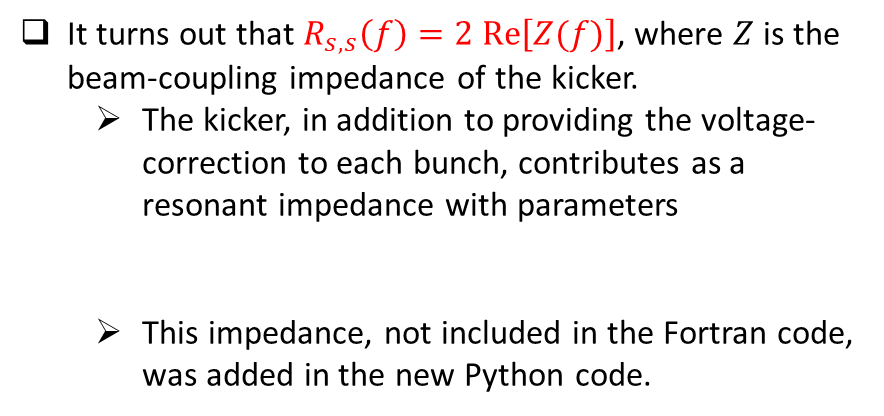 ❑ It turns out that R_{s,s}(f) = 2 Re[Z(f)], where Z is the
beam-coupling impedance of the kicker.
➢ The kicker, in addition to providing the voltage-
correction to each bunch, contributes as a
resonant impedance with parameters
➢ This impedance, not included in the Fortran code,
was added in the new Python code.